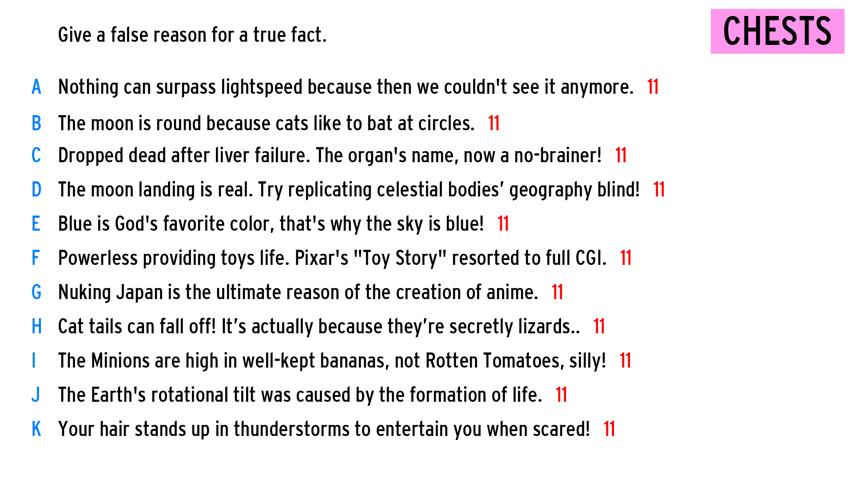 Give a false reason for a true fact.
CHESTS
A Nothing can surpass lightspeed because then we couldn't see it anymore. 11
B The moon is round because cats like to bat at circles. 11
C Dropped dead after liver failure. The organ's name, now a no-brainer! 11
D The moon landing is real. Try replicating celestial bodies’ geography blind! 11
E Blue is God's favorite color, that's why the sky is blue! 11
F Powerless providing toys life. Pixar's "Toy Story" resorted to full CGI. 11
G Nuking Japan is the ultimate reason of the creation of anime. 11
H Cat tails can fall off! It’s actually because they’re secretly lizards.. 11
I The Minions are high in well-kept bananas, not Rotten Tomatoes, silly! 11
J The Earth's rotational tilt was caused by the formation of life. 11
K Your hair stands up in thunderstorms to entertain you when scared! 11